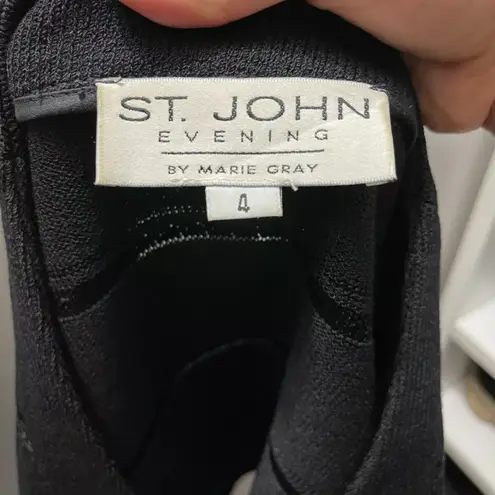 ST. JOHN
EVENING
BY MARIE GRAY
4